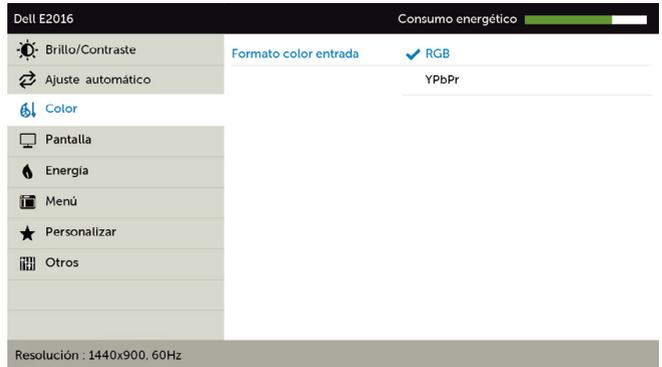 Dell E2016
Consumo energético
Brillo/Contraste
Formato color entrada
RGB
Ajuste automático
YPbPr
Color
Pantalla
Energía
Menú
Personalizar
Otros
Resolución : 1440x900, 60Hz